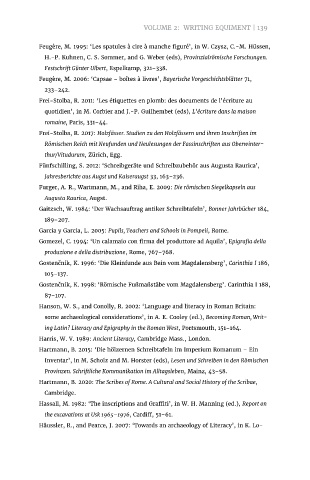 VOLUME 2: WRITING EQUIMENT | 139
Feugère, M. 1995: ‘Les spatules à cire à manche figuré’, in W. Czysz, C.-M. Hüssen,
H.-P. Kuhnen, C. S. Sommer, and G. Weber (eds), Provinzialrömische Forschungen.
Festschrift Günter Ulbert, Espelkamp, 321–338.
Feugère, M. 2006: ‘Capsae – boîtes à livres’, Bayerische Vorgeschichtsblätter 71,
233–242.
Frei-Stolba, R. 2011: ‘Les étiquettes en plomb: des documents de l’écriture au
quotidien’, in M. Corbier and J.-P. Guilhembet (eds), L’écriture dans la maison
romaine, Paris, 331–44.
Frei-Stolba, R. 2017: Holzfässer. Studien zu den Holzfässern und ihren Inschriften im
Römischen Reich mit Neufunden und Neulesungen der Fassinschriften aus Oberwinter-
thur/Vitudurum, Zürich, Egg.
Fünfschilling, S. 2012: ‘Schreibgeräte und Schreibzubehör aus Augusta Raurica’,
Jahresberichte aus Augst und Kaiseraugst 33, 163–236.
Furger, A. R., Wartmann, M., and Riha, E. 2009: Die römischen Siegelkapseln aus
Augusta Raurica, Augst.
Gaitzsch, W. 1984: ‘Der Wachsauftrag antiker Schreibtafeln’, Bonner Jahrbücher 184,
189–207.
Garcia y Garcia, L. 2005: Pupils, Teachers and Schools in Pompeii, Rome.
Gomezel, C. 1994: ‘Un calamaio con firma del produttore ad Aquila’, Epigrafia della
produzione e della distribuzione, Rome, 767–768.
Gostenčnik, K. 1996: ‘Die Kleinfunde aus Bein vom Magdalensberg’, Carinthia I 186,
105–137.
Gostenčnik, K. 1998: ‘Römische Fußmaßstäbe vom Magdalensberg’. Carinthia I 188,
87–107.
Hanson, W. S., and Conolly, R. 2002: ‘Language and literacy in Roman Britain:
some archaeological considerations’, in A. E. Cooley (ed.), Becoming Roman, Writ-
ing Latin? Literacy and Epigraphy in the Roman West, Portsmouth, 151–164.
Harris, W. V. 1989: Ancient Literacy, Cambridge Mass., London.
Hartmann, B. 2015: ‘Die hölzernen Schreibtafeln im Imperium Romanum – Ein
Inventar’, in M. Scholz and M. Horster (eds), Lesen und Schreiben in den Römischen
Provinzen. Schriftliche Kommunikation im Alltagsleben, Mainz, 43–58.
Hartmann, B. 2020: The Scribes of Rome. A Cultural and Social History of the Scribae,
Cambridge.
Hassall, M. 1982: ‘The inscriptions and Graffiti’, in W. H. Manning (ed.), Report on
the excavations at Usk 1965–1976, Cardiff, 51–61.
Häussler, R., and Pearce, J. 2007: ‘Towards an archaeology of Literacy’, in K. Lo-